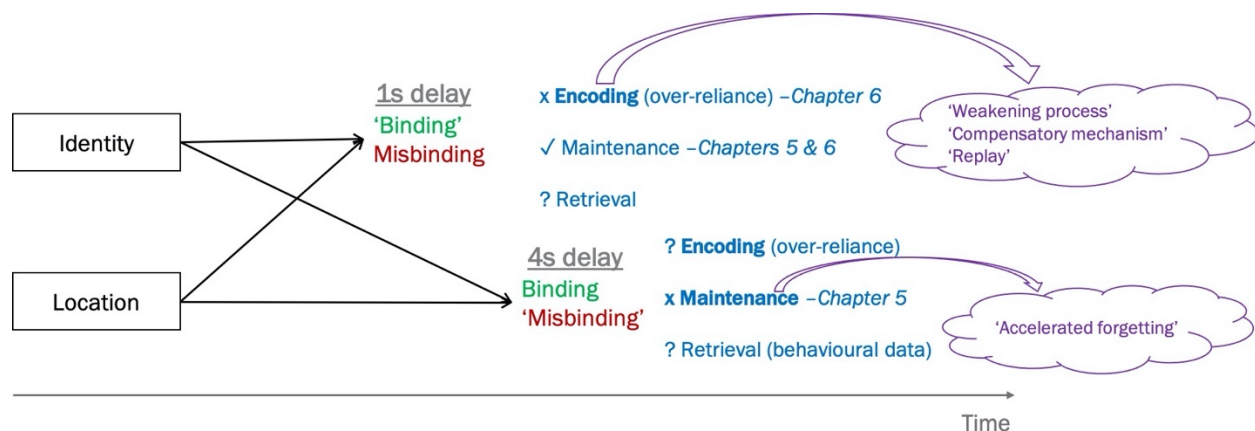 Identity
Location
1s delay
‘Binding’
Misbinding
x Encoding (over-reliance) –Chapter 6
✓ Maintenance –Chapters 5 & 6
? Retrieval
‘Weakening process’
‘Compensatory mechanism’
‘Replay’
4s delay
Binding
‘Misbinding’
? Encoding (over-reliance)
x Maintenance –Chapter 5
? Retrieval (behavioural data)
‘Accelerated forgetting’
Time